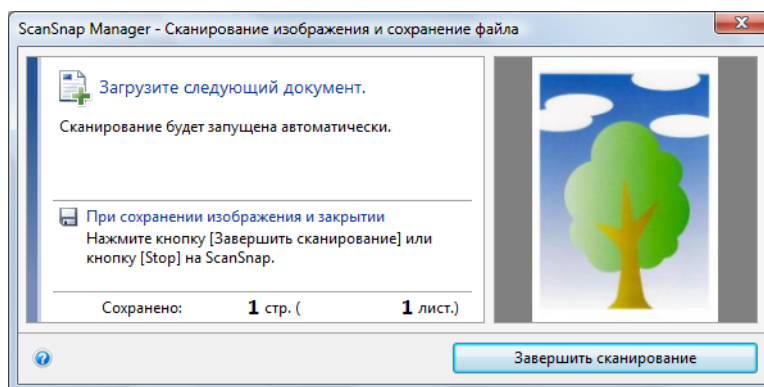 ScanSnap Manager - Сканирование изображения и сохранение файла
Загрузите следующий документ.
Сканирование будет запущена автоматически.
При сохранении изображения и закрытии
Нажмите кнопку [Завершить сканирование] или
кнопку [Stop] на ScanSnap.
Сохранено: 1 стр. ( 1 лист.)
Завершить сканирование